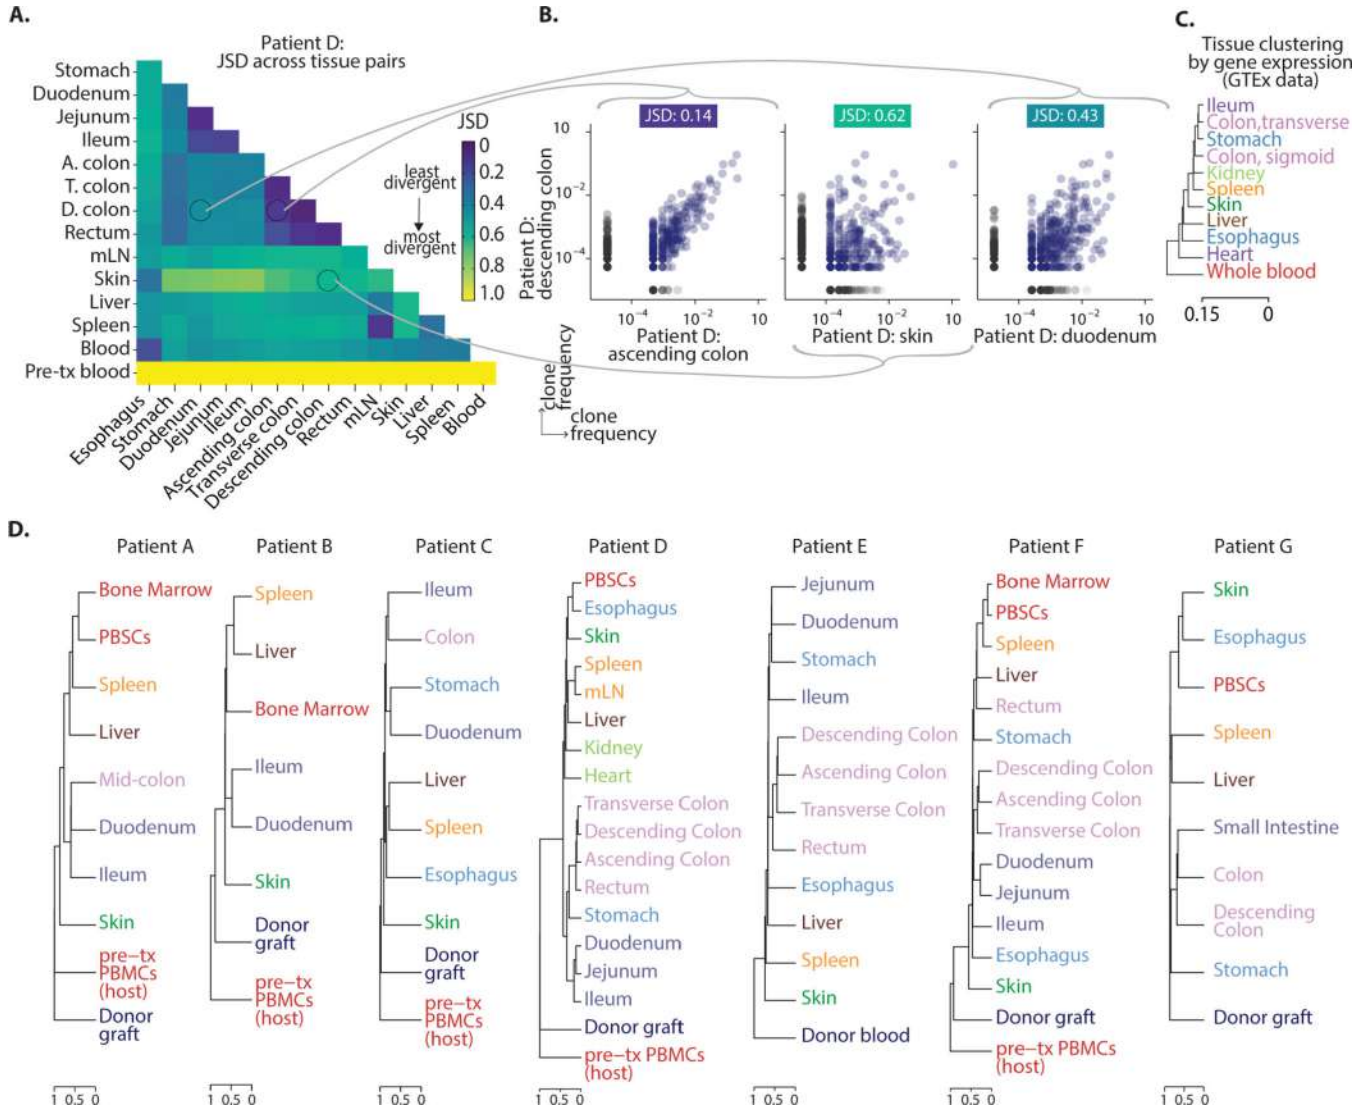 A.
Patient D:
JSD across tissue pairs
Stomach
Duodenum
Jejunum
Ileum
A. colon
T. colon
D. colon
Rectum
mLN
Skin
Liver
Spleen
Blood
Pre-tx blood
Esophagus
Stomach
Duodenum
Jejunum
Ileum
Ascending colon
Transverse colon
Descending colon
Rectum
mLN
Skin
Liver
Spleen
Blood
JSD
least
divergent
most
divergent
0
0.2
0.4
0.6
0.8
1.0
B.
JSD: 0.14
JSD: 0.62
JSD: 0.43
Patient D:
descending colon
10
10⁻²
10⁻⁴
10⁻⁴ 10⁻² 10
10⁻⁴ 10⁻² 10
10⁻⁴ 10⁻² 10
Patient D:
ascending colon
Patient D: skin
Patient D: duodenum
clone
frequency
clone
frequency
C.
Tissue clustering
by gene expression
(GTEx data)
Ileum
Colon,transverse
Stomach
Colon, sigmoid
Kidney
Spleen
Skin
Liver
Esophagus
Heart
Whole blood
0.15 0
D.
Patient A
Bone Marrow
PBSCs
Spleen
Liver
Mid-colon
Duodenum
Ileum
Skin
pre-tx
PBMCs
(host)
Donor
graft
1 0.5 0
Patient B
Spleen
Liver
Bone Marrow
Ileum
Duodenum
Skin
Donor
graft
pre-tx
PBMCs
(host)
1 0.5 0
Patient C
Ileum
Colon
Stomach
Duodenum
Liver
Spleen
Esophagus
Skin
Donor
graft
pre-tx
PBMCs
(host)
1 0.5 0
Patient D
PBSCs
Esophagus
Skin
Spleen
mLN
Liver
Kidney
Heart
Transverse Colon
Descending Colon
Ascending Colon
Rectum
Stomach
Duodenum
Jejunum
Ileum
Donor graft
pre-tx PBMCs
(host)
1 0.5 0
Patient E
Jejunum
Duodenum
Stomach
Ileum
Descending Colon
Ascending Colon
Transverse Colon
Rectum
Esophagus
Liver
Spleen
Skin
Donor blood
1 0.5 0
Patient F
Bone Marrow
PBSCs
Spleen
Liver
Rectum
Stomach
Descending Colon
Ascending Colon
Transverse Colon
Duodenum
Jejunum
Ileum
Esophagus
Skin
Donor graft
pre-tx PBMCs
(host)
1 0.5 0
Patient G
Skin
Esophagus
PBSCs
Spleen
Liver
Small Intestine
Colon
Descending
Colon
Stomach
Donor graft
1 0.5 0